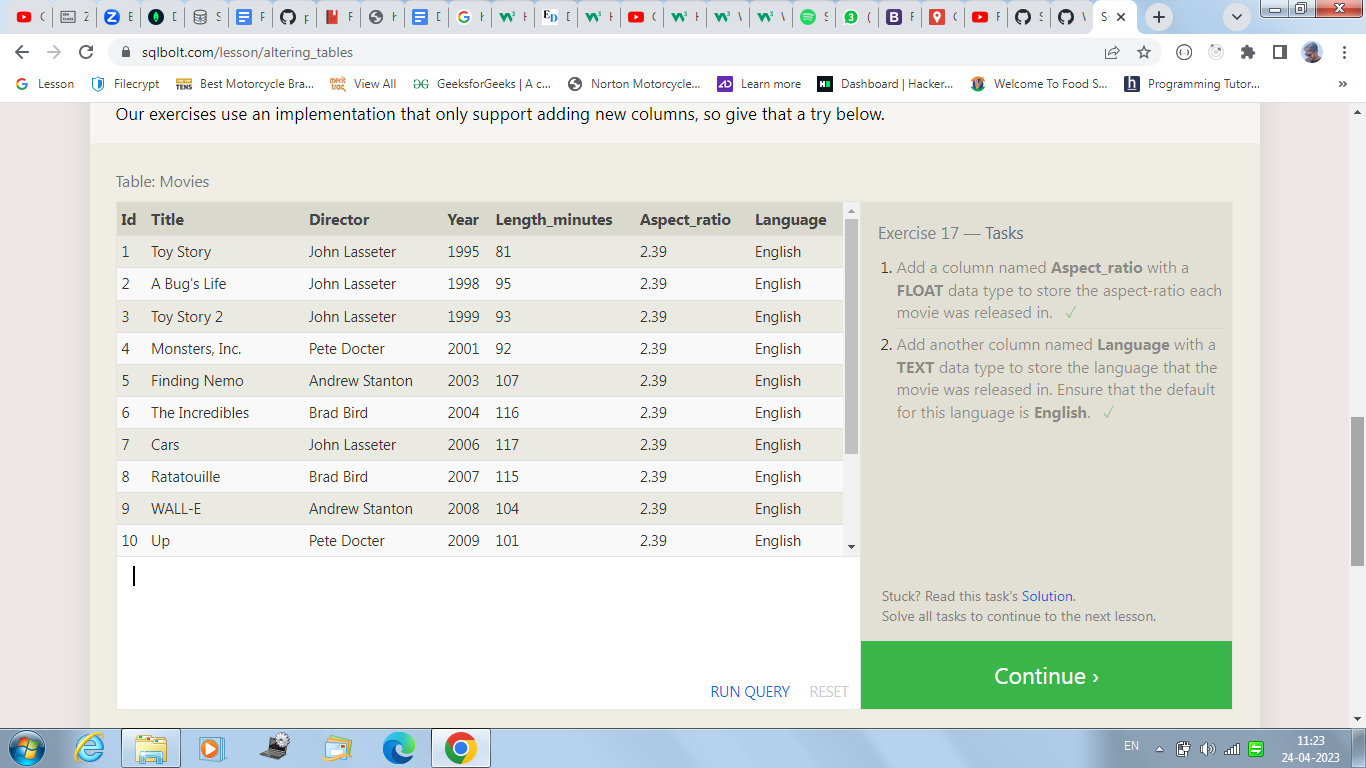 sqlbolt.com/lesson/altering_tables
Lesson
Filecrypt
Best Motorcycle Bra...
View All
GeeksforGeeks | A c...
Norton Motorcycle...
Learn more
Dashboard | Hacker...
Welcome To Food S...
Programming Tutor...
»
Our exercises use an implementation that only support adding new columns, so give that a try below.
Table: Movies
Id Title Director Year Length_minutes Aspect_ratio Language
1 Toy Story John Lasseter 1995 81 2.39 English
2 A Bug's Life John Lasseter 1998 95 2.39 English
3 Toy Story 2 John Lasseter 1999 93 2.39 English
4 Monsters, Inc. Pete Docter 2001 92 2.39 English
5 Finding Nemo Andrew Stanton 2003 107 2.39 English
6 The Incredibles Brad Bird 2004 116 2.39 English
7 Cars John Lasseter 2006 117 2.39 English
8 Ratatouille Brad Bird 2007 115 2.39 English
9 WALL-E Andrew Stanton 2008 104 2.39 English
10 Up Pete Docter 2009 101 2.39 English
RUN QUERY RESET
Exercise 17 — Tasks
1. Add a column named Aspect_ratio with a
FLOAT data type to store the aspect-ratio each
movie was released in. ✓
2. Add another column named Language with a
TEXT data type to store the language that the
movie was released in. Ensure that the default
for this language is English. ✓
Stuck? Read this task's Solution.
Solve all tasks to continue to the next lesson.
Continue ›
EN
11:23
24-04-2023